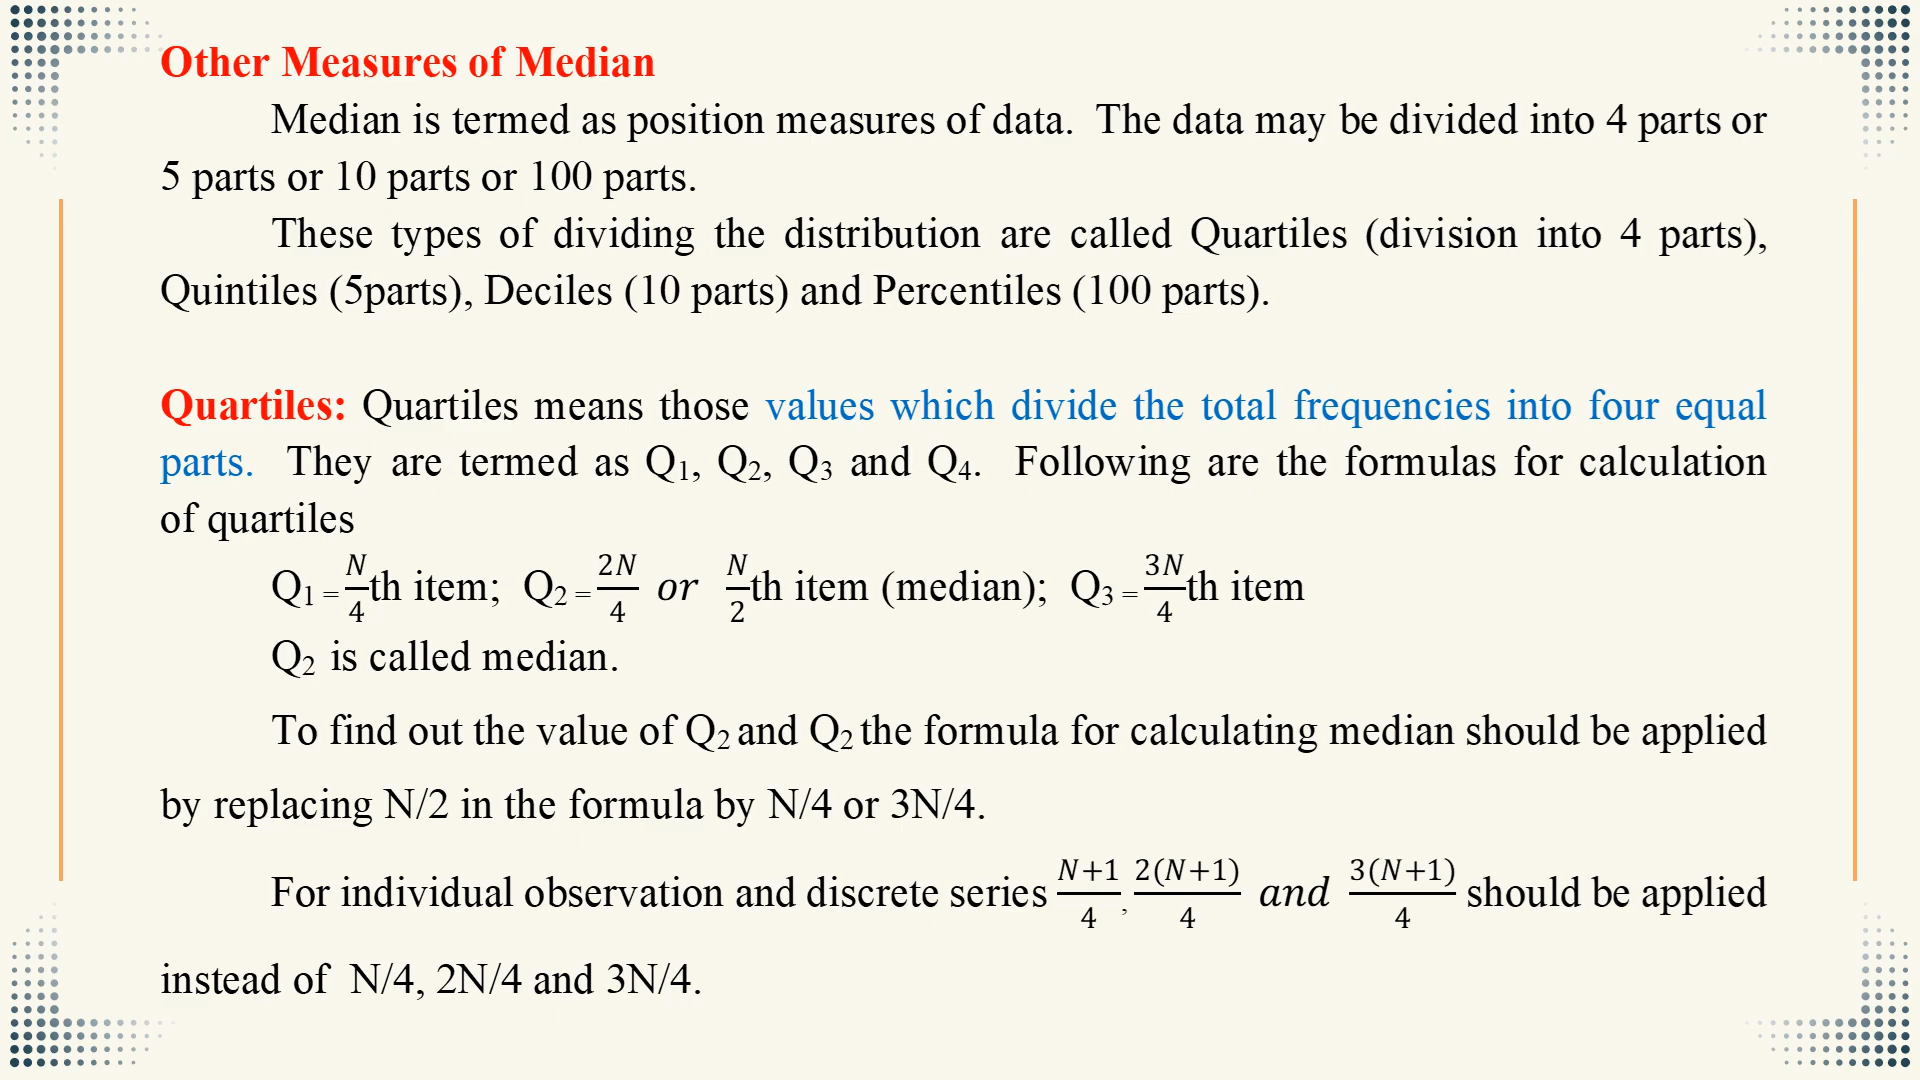 Other Measures of Median
Median is termed as position measures of data. The data may be divided into 4 parts or
5 parts or 10 parts or 100 parts.
These types of dividing the distribution are called Quartiles (division into 4 parts),
Quintiles (5parts), Deciles (10 parts) and Percentiles (100 parts).
Quartiles: Quartiles means those values which divide the total frequencies into four equal
parts. They are termed as Q₁, Q₂, Q₃ and Q₄. Following are the formulas for calculation
of quartiles
Q₁ = N/4 th item; Q₂ = 2N/4 or N/2 th item (median); Q₃ = 3N/4 th item
Q₂ is called median.
To find out the value of Q₂ and Q₂ the formula for calculating median should be applied
by replacing N/2 in the formula by N/4 or 3N/4.
For individual observation and discrete series N+1/4, 2(N+1)/4 and 3(N+1)/4 should be applied
instead of N/4, 2N/4 and 3N/4.